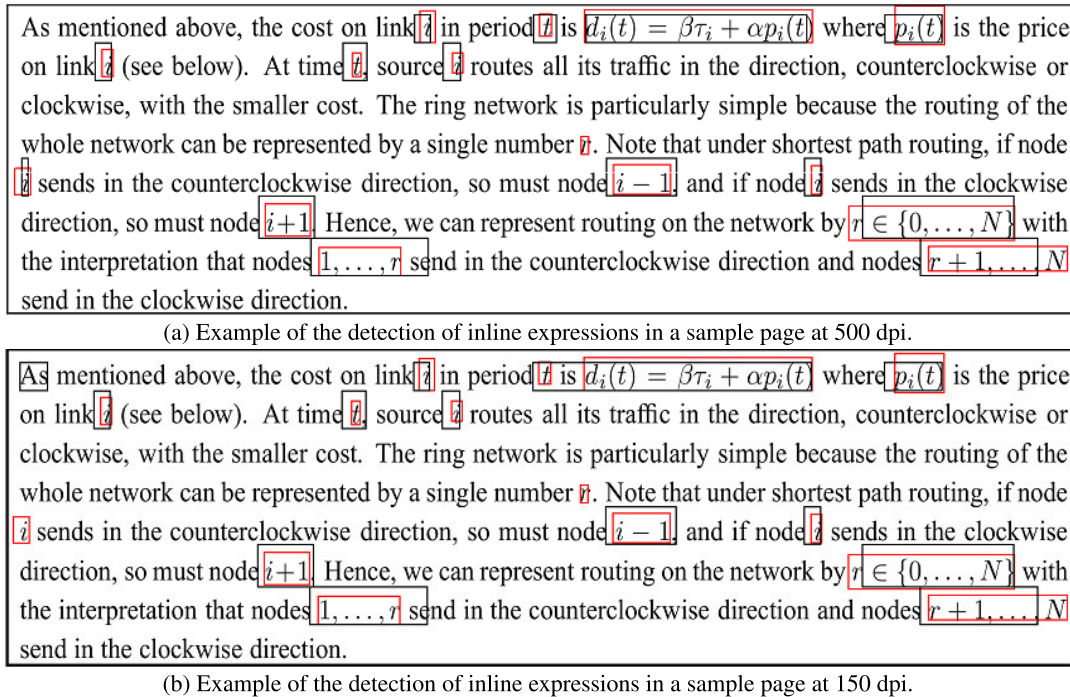 As mentioned above, the cost on link i in period t is d_i(t) = βτ_i + αp_i(t) where p_i(t) is the price
on link i (see below). At time t, source i routes all its traffic in the direction, counterclockwise or
clockwise, with the smaller cost. The ring network is particularly simple because the routing of the
whole network can be represented by a single number r. Note that under shortest path routing, if node
i sends in the counterclockwise direction, so must node i − 1, and if node i sends in the clockwise
direction, so must node i+1. Hence, we can represent routing on the network by r ∈ {0, . . . , N} with
the interpretation that nodes 1, . . . , r send in the counterclockwise direction and nodes r + 1, . . . , N
send in the clockwise direction.
(a) Example of the detection of inline expressions in a sample page at 500 dpi.
As mentioned above, the cost on link i in period t is d_i(t) = βτ_i + αp_i(t) where p_i(t) is the price
on link i (see below). At time t, source i routes all its traffic in the direction, counterclockwise or
clockwise, with the smaller cost. The ring network is particularly simple because the routing of the
whole network can be represented by a single number r. Note that under shortest path routing, if node
i sends in the counterclockwise direction, so must node i − 1, and if node i sends in the clockwise
direction, so must node i+1. Hence, we can represent routing on the network by r ∈ {0, . . . , N} with
the interpretation that nodes 1, . . . , r send in the counterclockwise direction and nodes r + 1, . . . , N
send in the clockwise direction.
(b) Example of the detection of inline expressions in a sample page at 150 dpi.